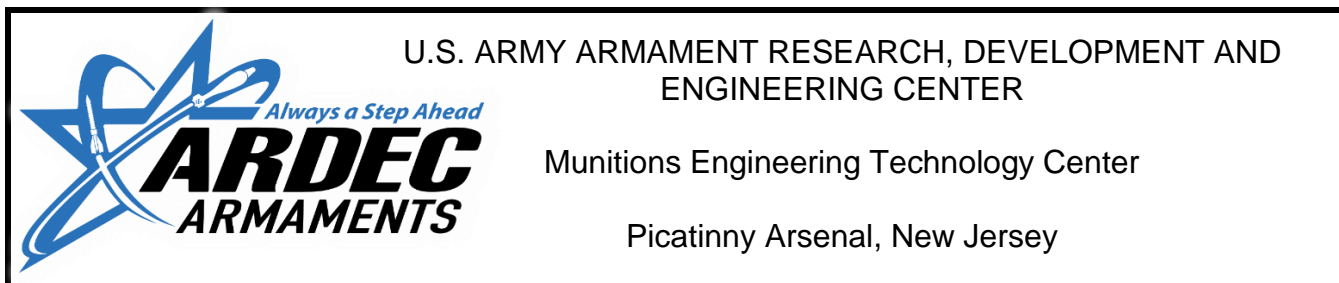 U.S. ARMY ARMAMENT RESEARCH, DEVELOPMENT AND
ENGINEERING CENTER
Always a Step Ahead
ARDEC
ARMAMENTS
Munitions Engineering Technology Center
Picatinny Arsenal, New Jersey